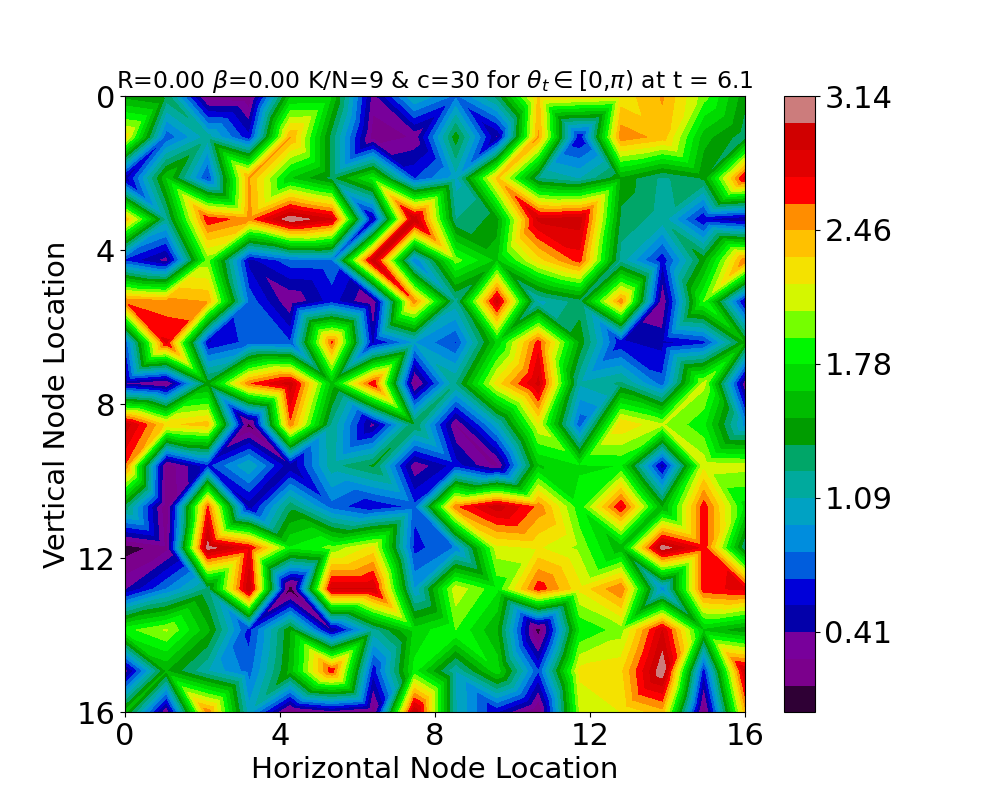 R=0.00 β=0.00 K/N=9 & c=30 for θ_t ∈ [0,π) at t = 6.1
0
4
8
12
16
Vertical Node Location
0 4 8 12 16
Horizontal Node Location
3.14
2.46
1.78
1.09
0.41